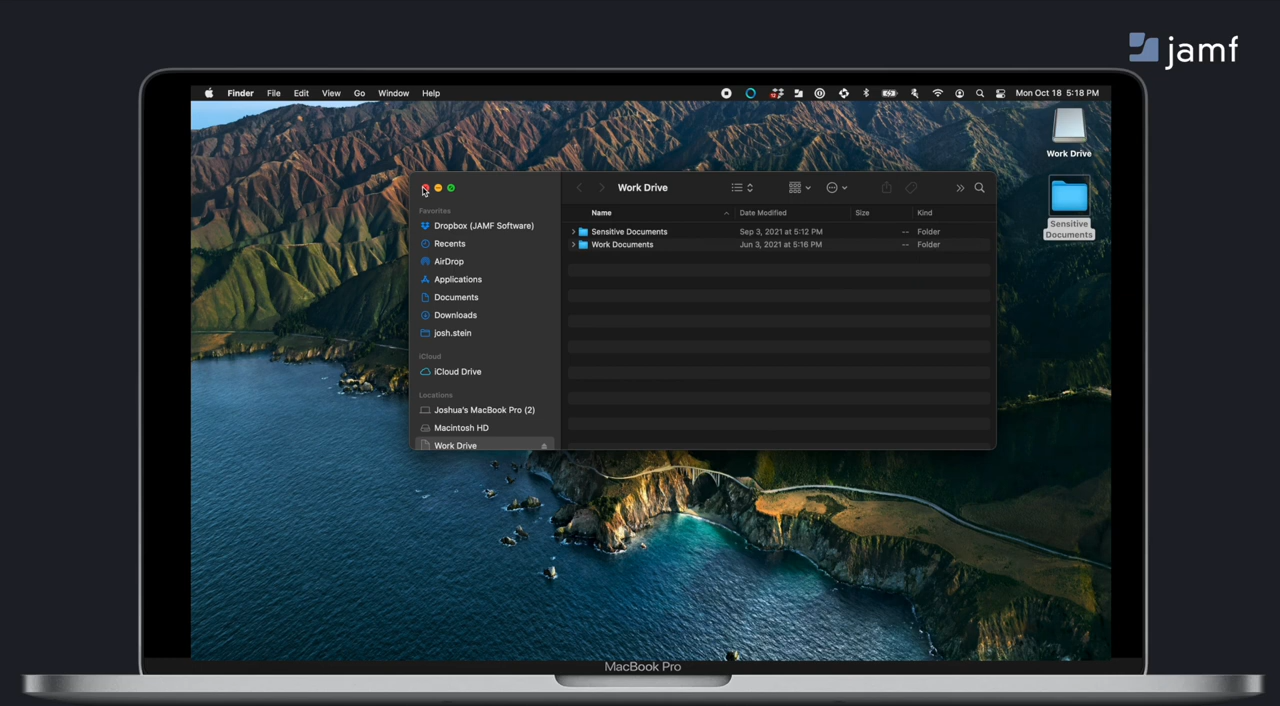 jamf
Finder File Edit View Go Window Help Mon Oct 18 5:18 PM
Work Drive
Sensitive
Documents
Work Drive
Name Date Modified Size Kind
Sensitive Documents Sep 3, 2021 at 5:12 PM -- Folder
Work Documents Jun 3, 2021 at 5:16 PM -- Folder
Favorites
Dropbox (JAMF Software)
Recents
AirDrop
Applications
Documents
Downloads
josh.stein
iCloud
iCloud Drive
Locations
Joshua's MacBook Pro (2)
Macintosh HD
Work Drive
MacBook Pro